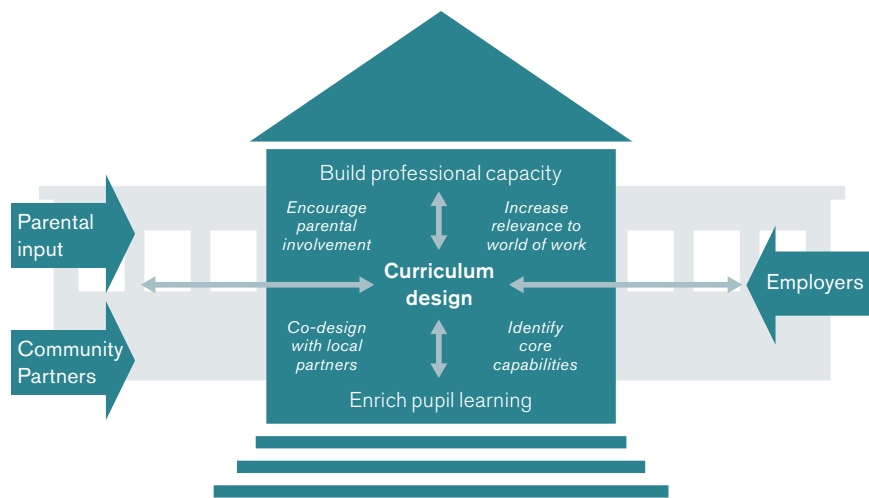 Build professional capacity
Encourage
parental
involvement
Increase
relevance to
world of work
Parental
input
Curriculum
design
Employers
Community
Partners
Co-design
with local
partners
Identify
core
capabilities
Enrich pupil learning